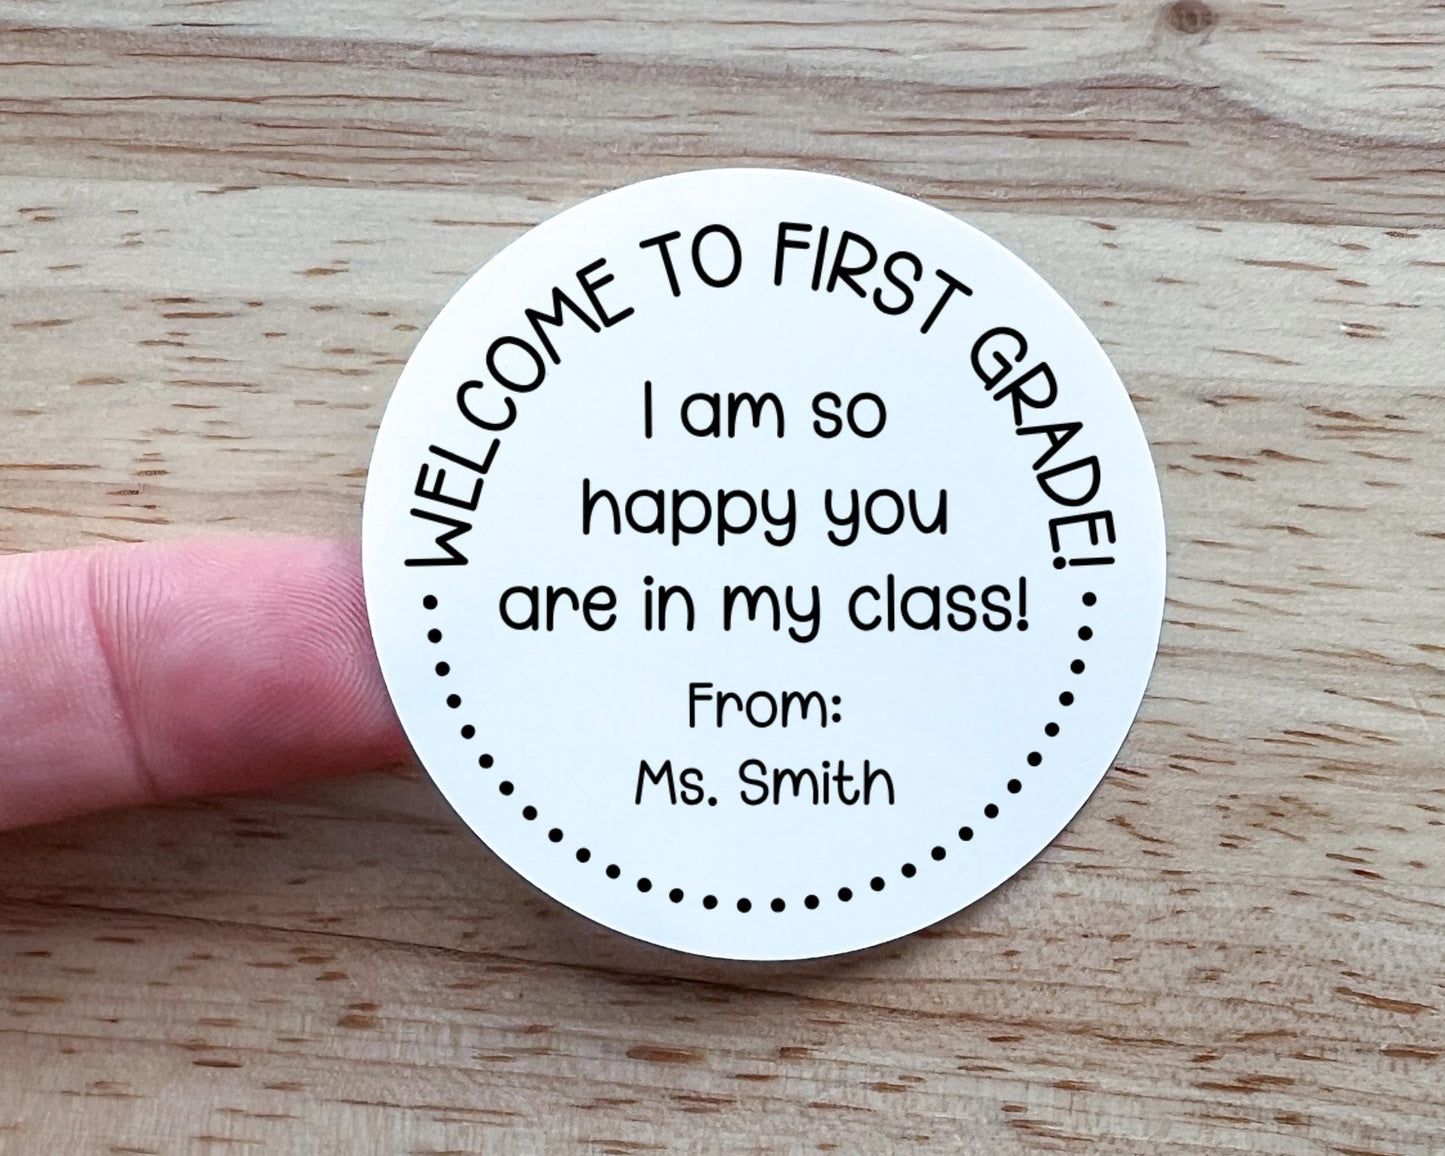 WELCOME TO FIRST GRADE!
I am so
happy you
are in my class!
From:
Ms. Smith